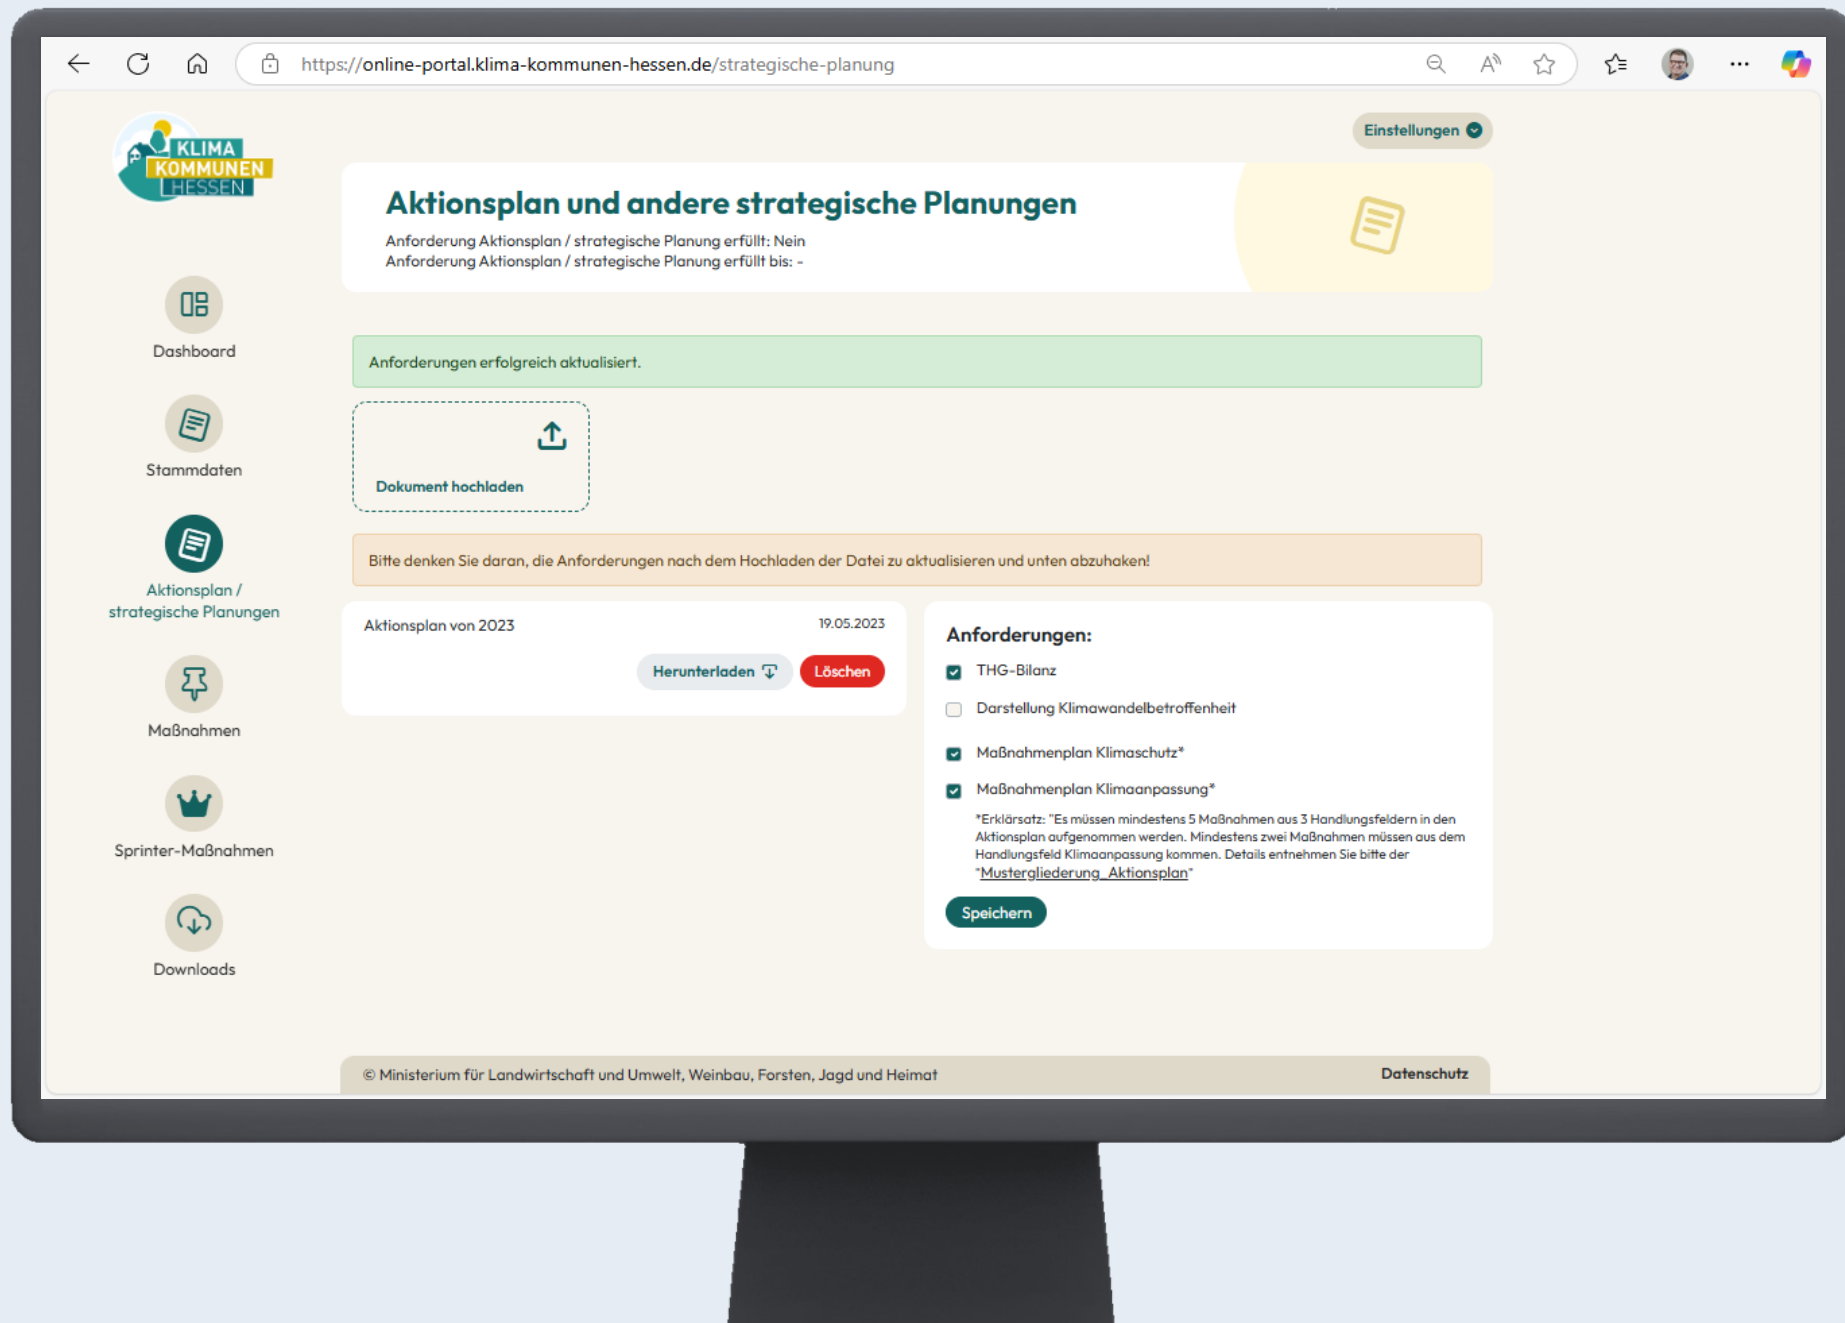 https://online-portal.klima-kommunen-hessen.de/strategische-planung
KLIMA
KOMMUNEN
HESSEN
Einstellungen
Aktionsplan und andere strategische Planungen
Anforderung Aktionsplan / strategische Planung erfüllt: Nein
Anforderung Aktionsplan / strategische Planung erfüllt bis: -
Dashboard
Stammdaten
Aktionsplan /
strategische Planungen
Maßnahmen
Sprinter-Maßnahmen
Downloads
Anforderungen erfolgreich aktualisiert.
Dokument hochladen
Bitte denken Sie daran, die Anforderungen nach dem Hochladen der Datei zu aktualisieren und unten abzuhaken!
Aktionsplan von 2023 19.05.2023
Herunterladen Löschen
Anforderungen:
THG-Bilanz
Darstellung Klimawandelbetroffenheit
Maßnahmenplan Klimaschutz*
Maßnahmenplan Klimaanpassung*
*Erklärsatz: "Es müssen mindestens 5 Maßnahmen aus 3 Handlungsfeldern in den
Aktionsplan aufgenommen werden. Mindestens zwei Maßnahmen müssen aus dem
Handlungsfeld Klimaanpassung kommen. Details entnehmen Sie bitte der
"Mustergliederung_Aktionsplan"
Speichern
© Ministerium für Landwirtschaft und Umwelt, Weinbau, Forsten, Jagd und Heimat Datenschutz